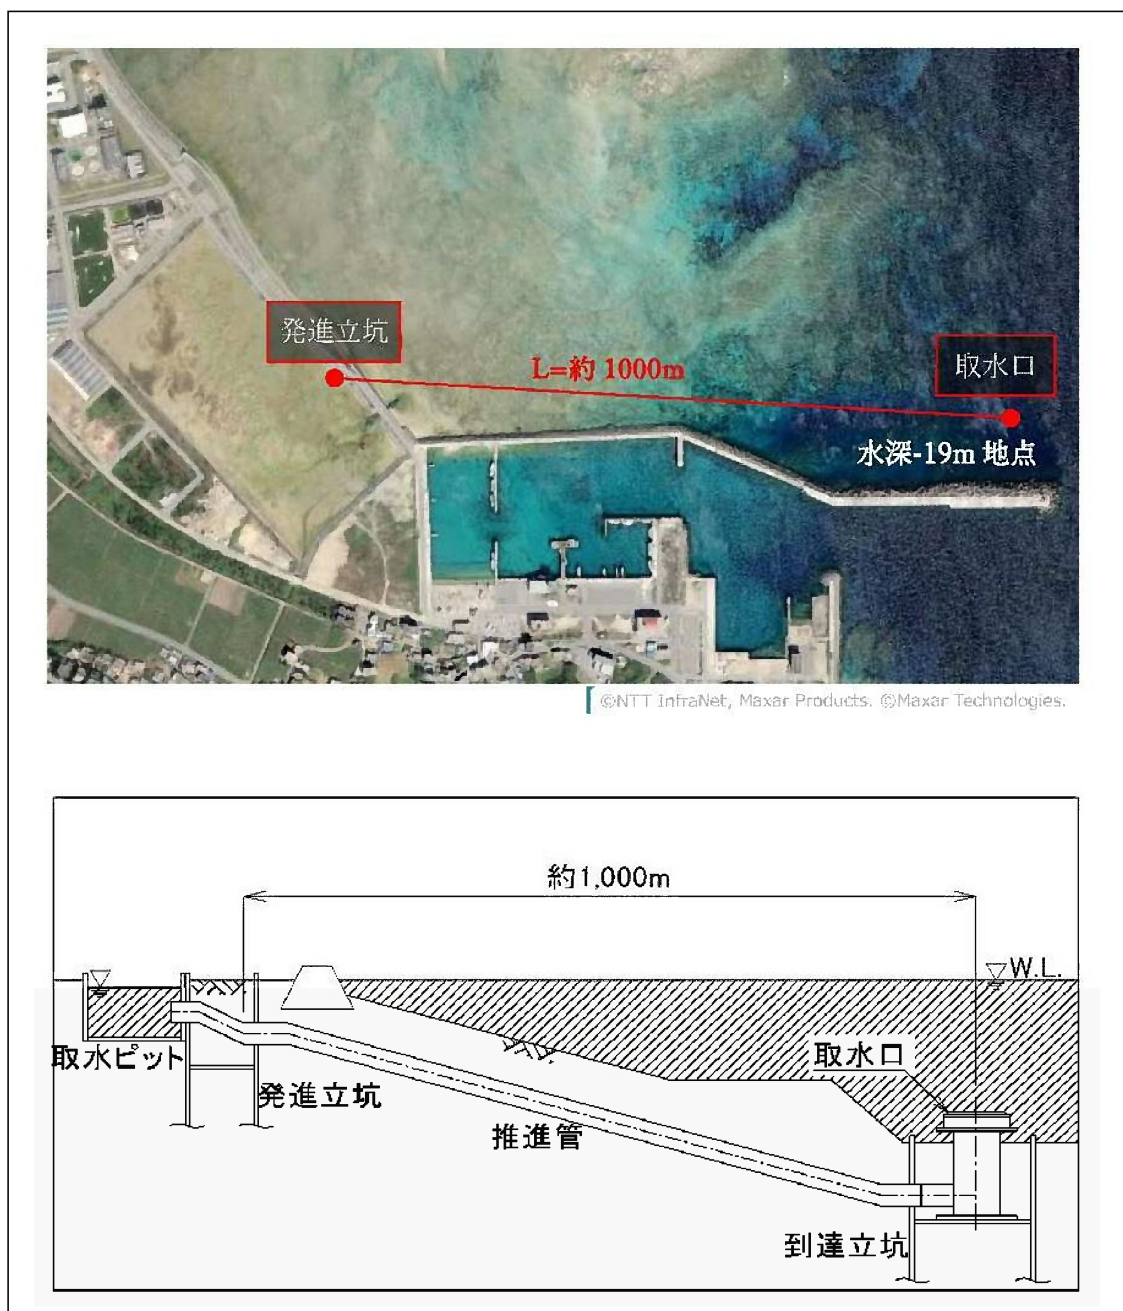 発進立坑
L=約 1000m
取水口
水深-19m 地点
©NTT InfraNet, Maxar Products. ©Maxar Technologies.
約1,000m
W.L.
取水ピット
取水口
発進立坑
推進管
到達立坑